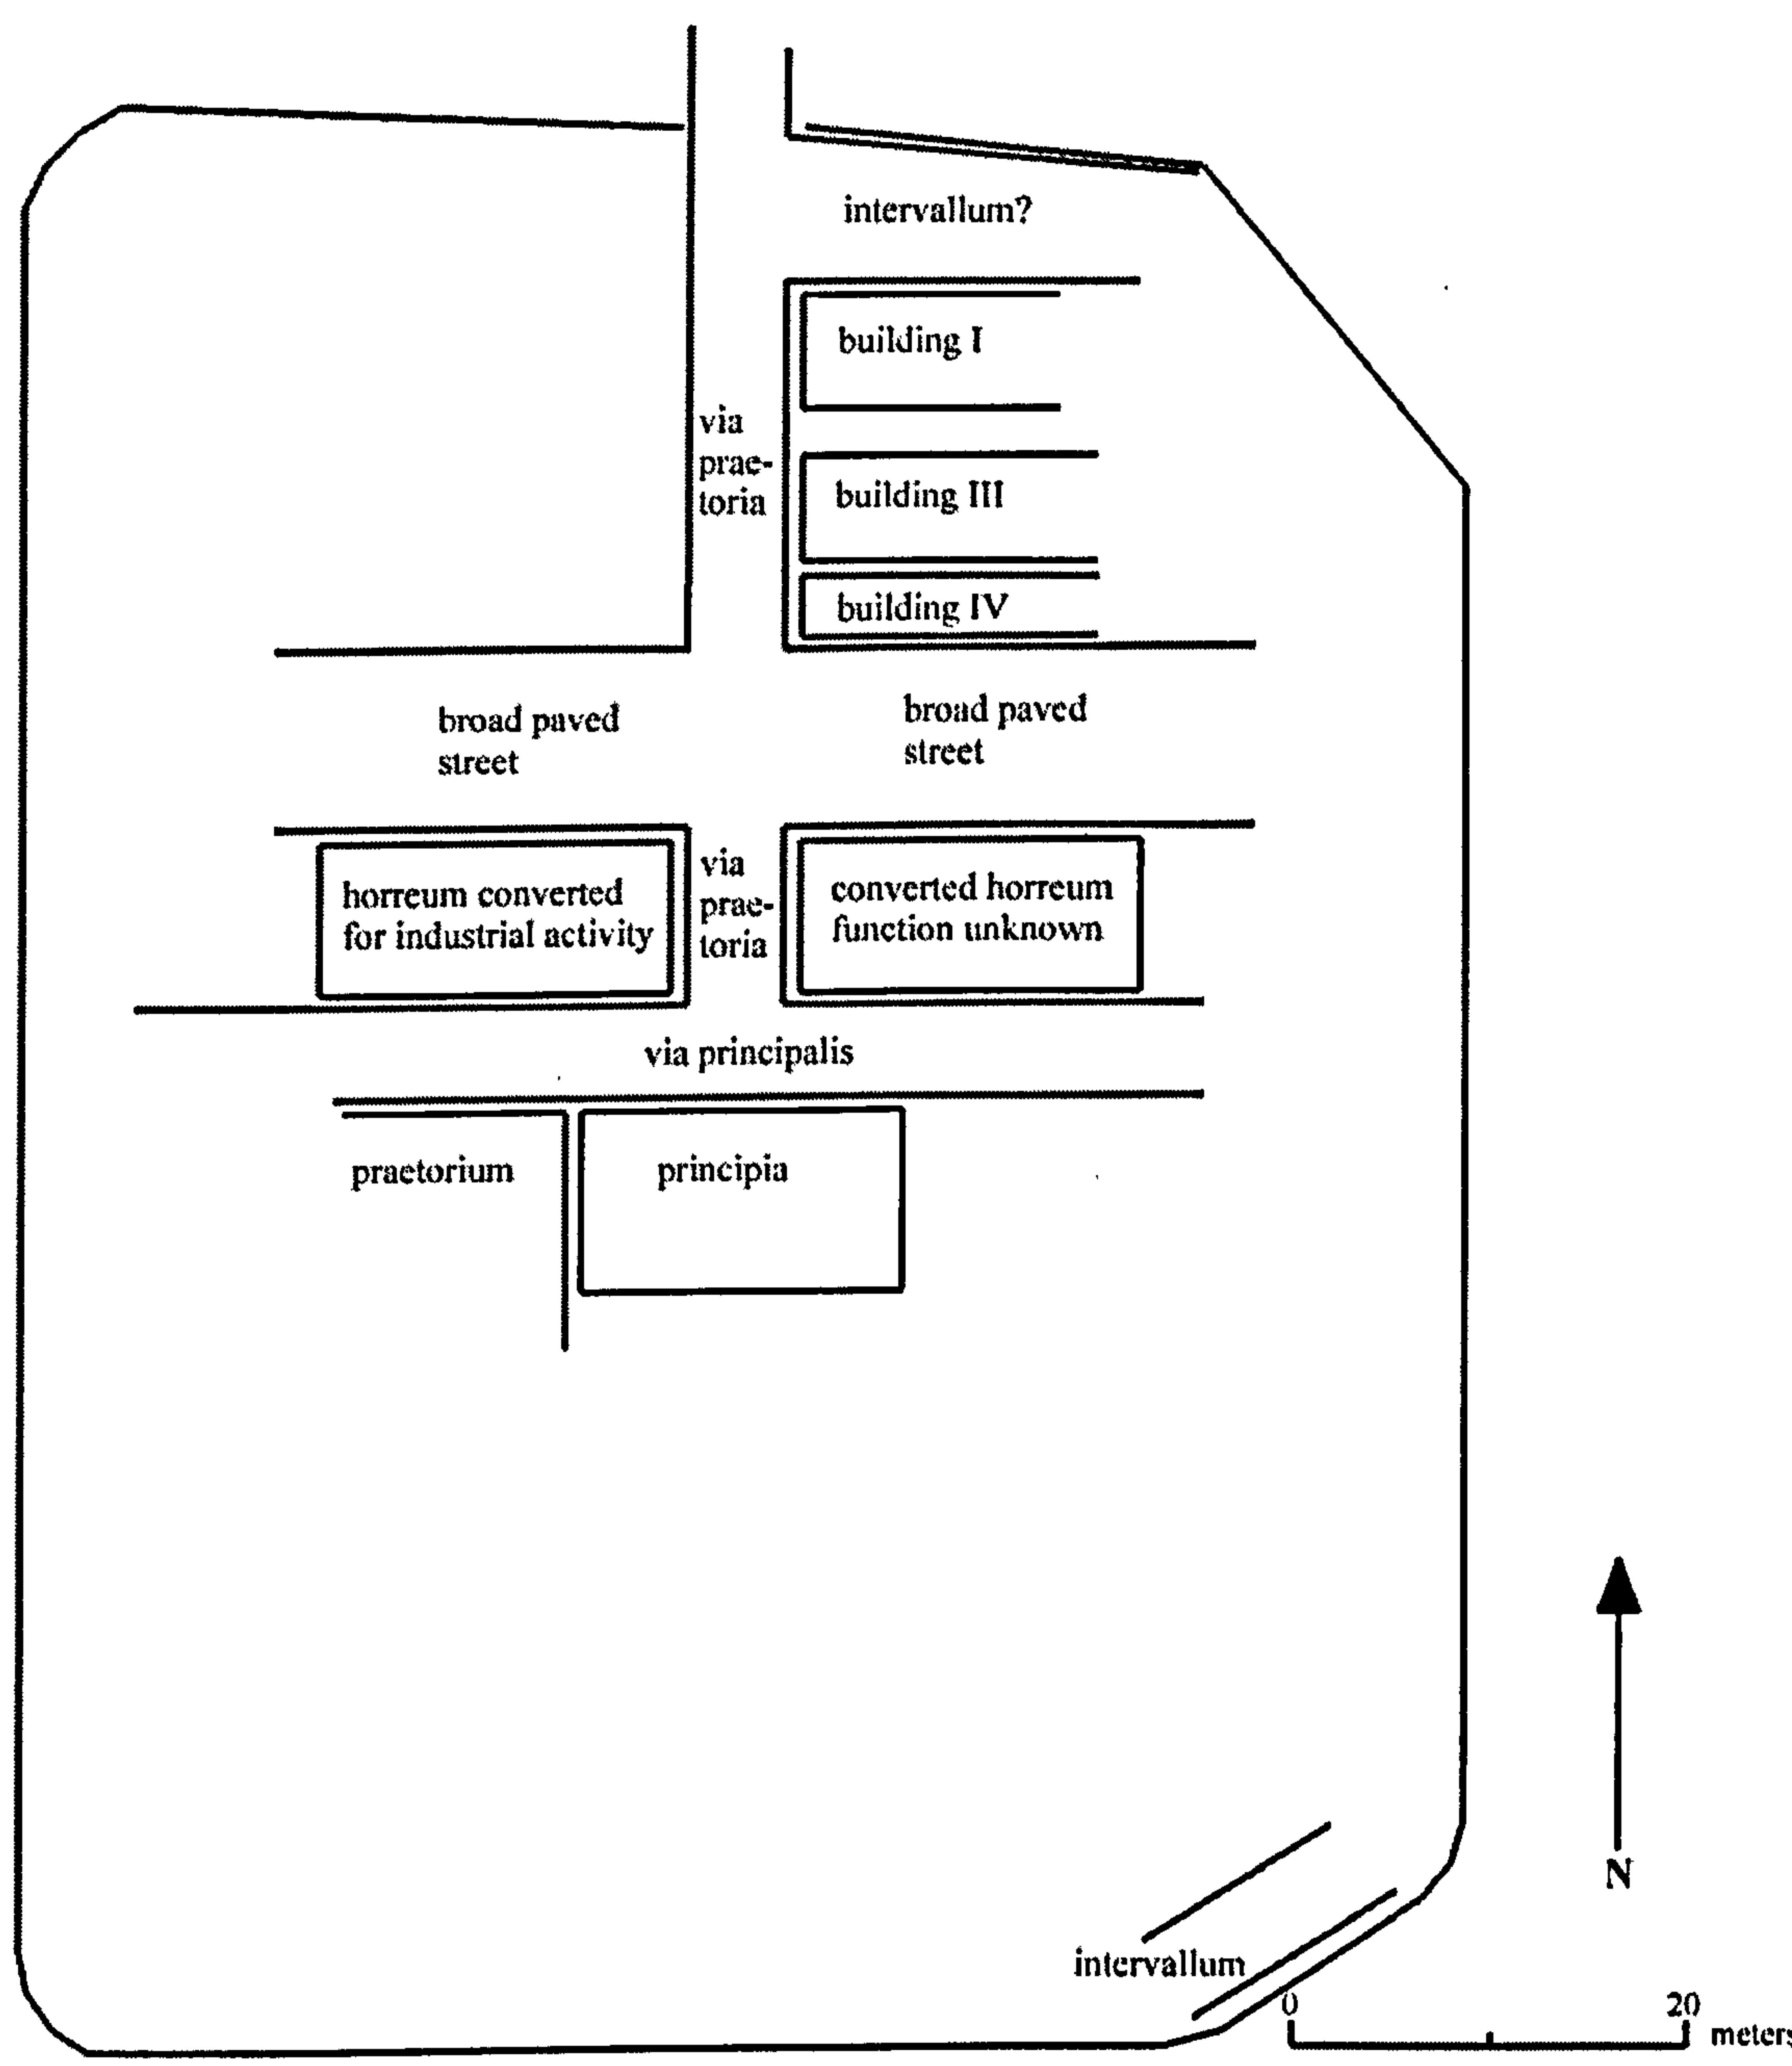 intervallum?
building I
via
prae-
toria
building III
building IV
broad paved
street
broad paved
street
horreum converted
for industrial activity
via
prae-
toria
converted horreum
function unknown
via principalis
praetorium
principia
N
intervallum
0
20
meters